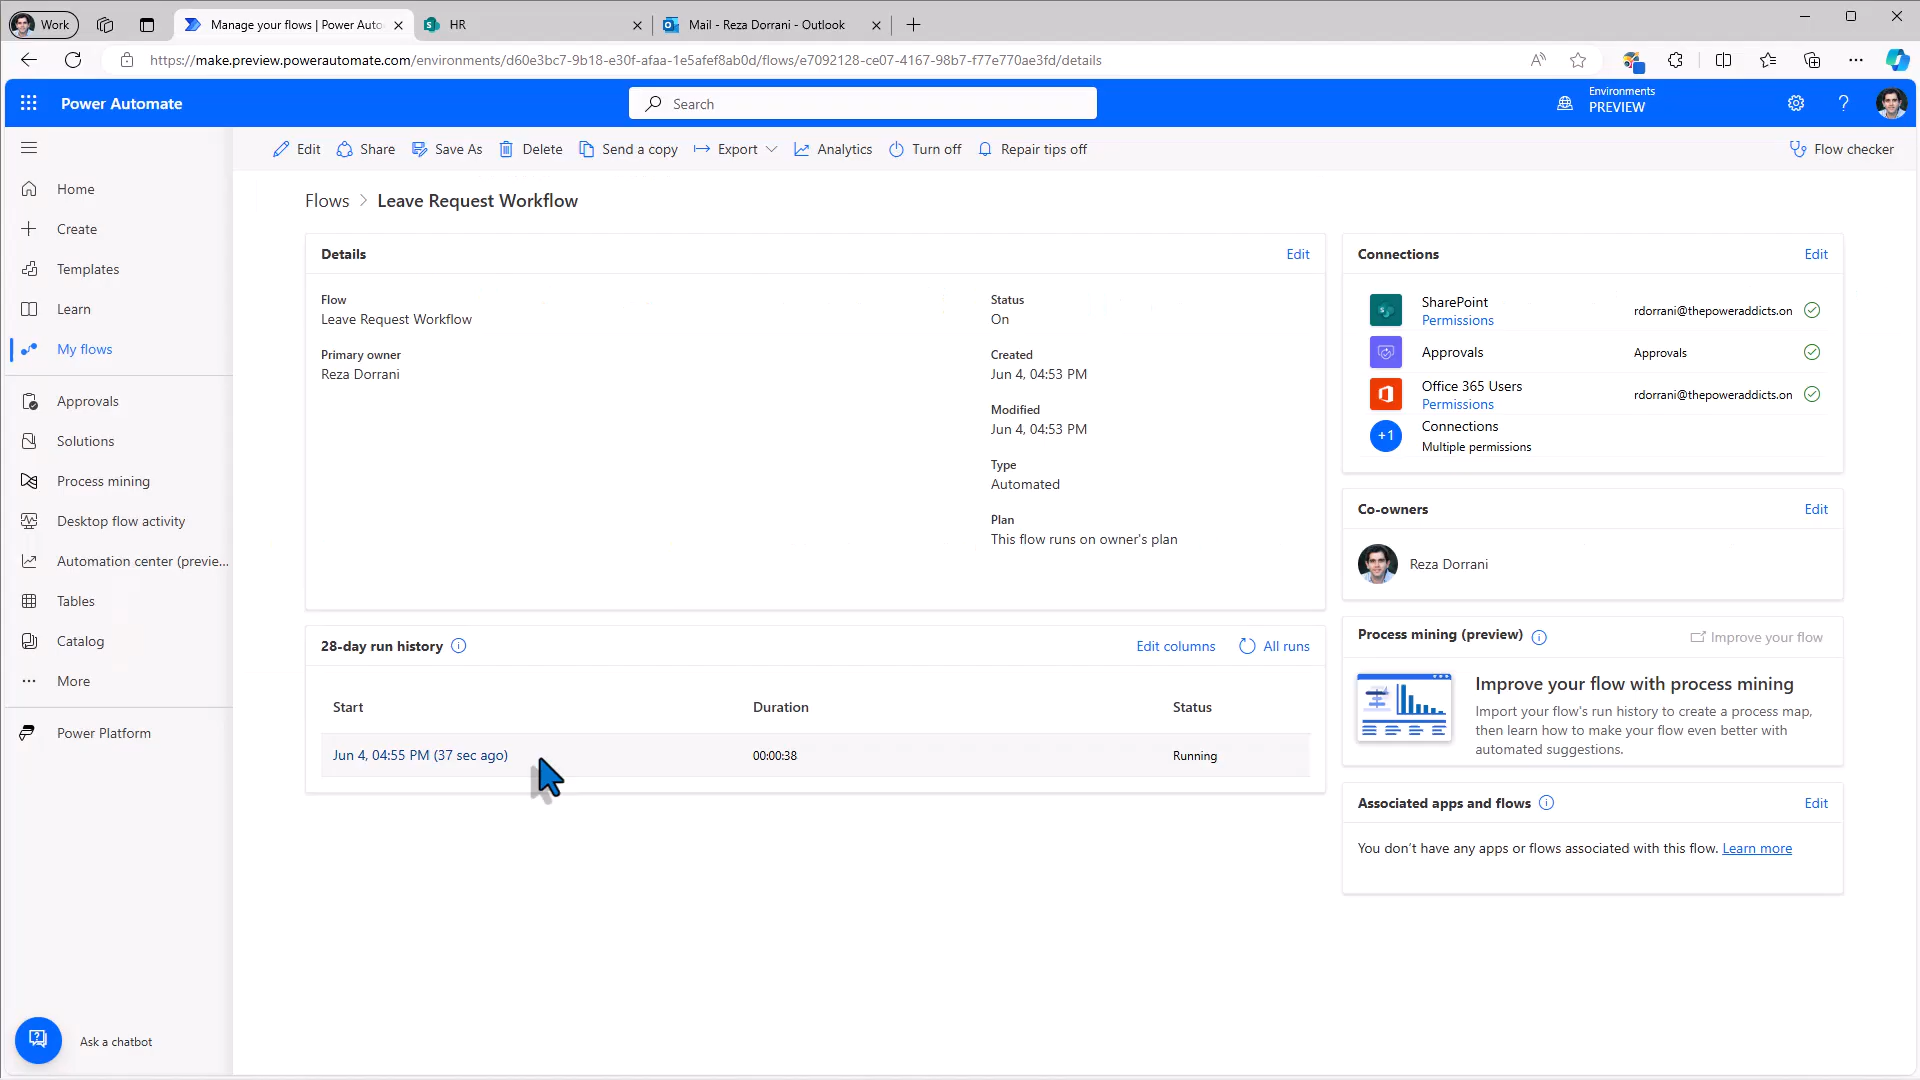 Work
Manage your flows | Power Auto
HR
Mail - Reza Dorrani - Outlook
https://make.preview.powerautomate.com/environments/d60e3bc7-9b18-e30f-afaa-1e5afef8ab0d/flows/e7092128-ce07-4167-98b7-f77e770ae3fd/details
Power Automate
Search
Environments
PREVIEW
Edit
Share
Save As
Delete
Send a copy
Export
Analytics
Turn off
Repair tips off
Flow checker
Home
Create
Templates
Learn
My flows
Approvals
Solutions
Process mining
Desktop flow activity
Automation center (previe...
Tables
Catalog
More
Power Platform
Ask a chatbot
Flows > Leave Request Workflow
Details
Edit
Flow
Leave Request Workflow
Primary owner
Reza Dorrani
Status
On
Created
Jun 4, 04:53 PM
Modified
Jun 4, 04:53 PM
Type
Automated
Plan
This flow runs on owner's plan
28-day run history
Edit columns
All runs
Start
Duration
Status
Jun 4, 04:55 PM (37 sec ago)
00:00:38
Running
Connections
Edit
SharePoint
Permissions
rdorrani@thepoweraddicts.on
Approvals
Approvals
Office 365 Users
Permissions
rdorrani@thepoweraddicts.on
+1
Connections
Multiple permissions
Co-owners
Edit
Reza Dorrani
Process mining (preview)
Improve your flow
Improve your flow with process mining
Import your flow's run history to create a process map,
then learn how to make your flow even better with
automated suggestions.
Associated apps and flows
Edit
You don't have any apps or flows associated with this flow. Learn more